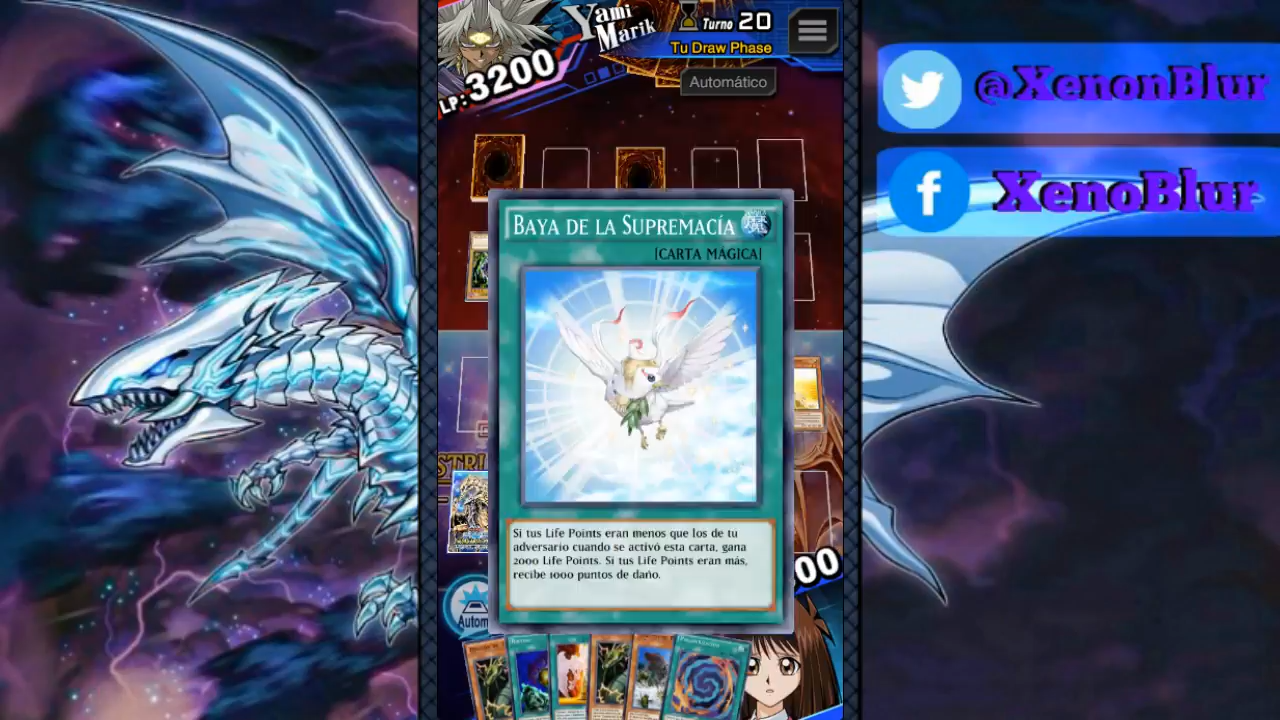 Yami
Marik
Turno 20
Tu Draw Phase
LP: 3200
Automático
@XenonBlur
XenoBlur
BAYA DE LA SUPREMACÍA
[CARTA MÁGICA]
Si tus Life Points eran menos que los de tu
adversario cuando se activó esta carta, gana
2000 Life Points. Si tus Life Points eran más,
recibe 1000 puntos de daño.
00
Autom